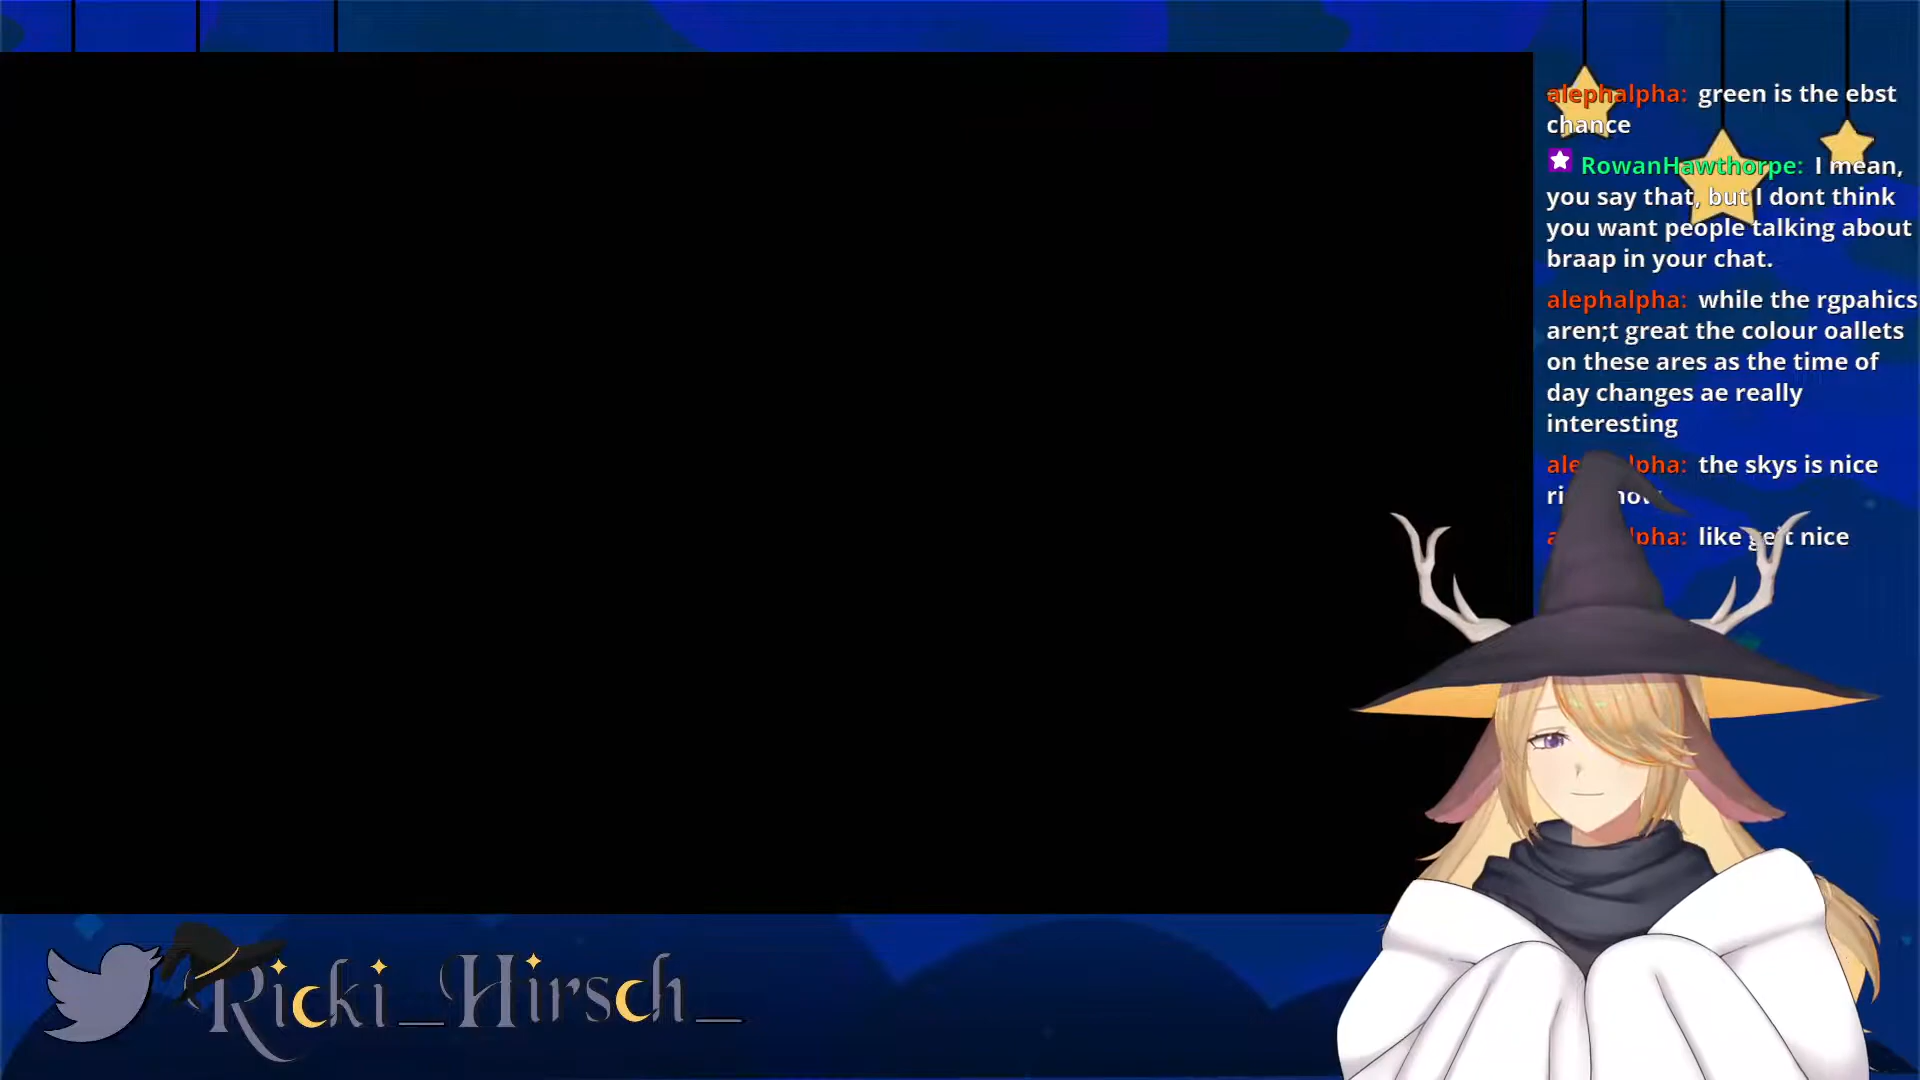 alephalpha: green is the ebst
chance
RowanHawthorpe: I mean,
you say that, but I dont think
you want people talking about
braap in your chat.
alephalpha: while the rgpahics
aren;t great the colour oallets
on these ares as the time of
day changes ae really
interesting
the skys is nice
like nice
Ricki_Hirsch_